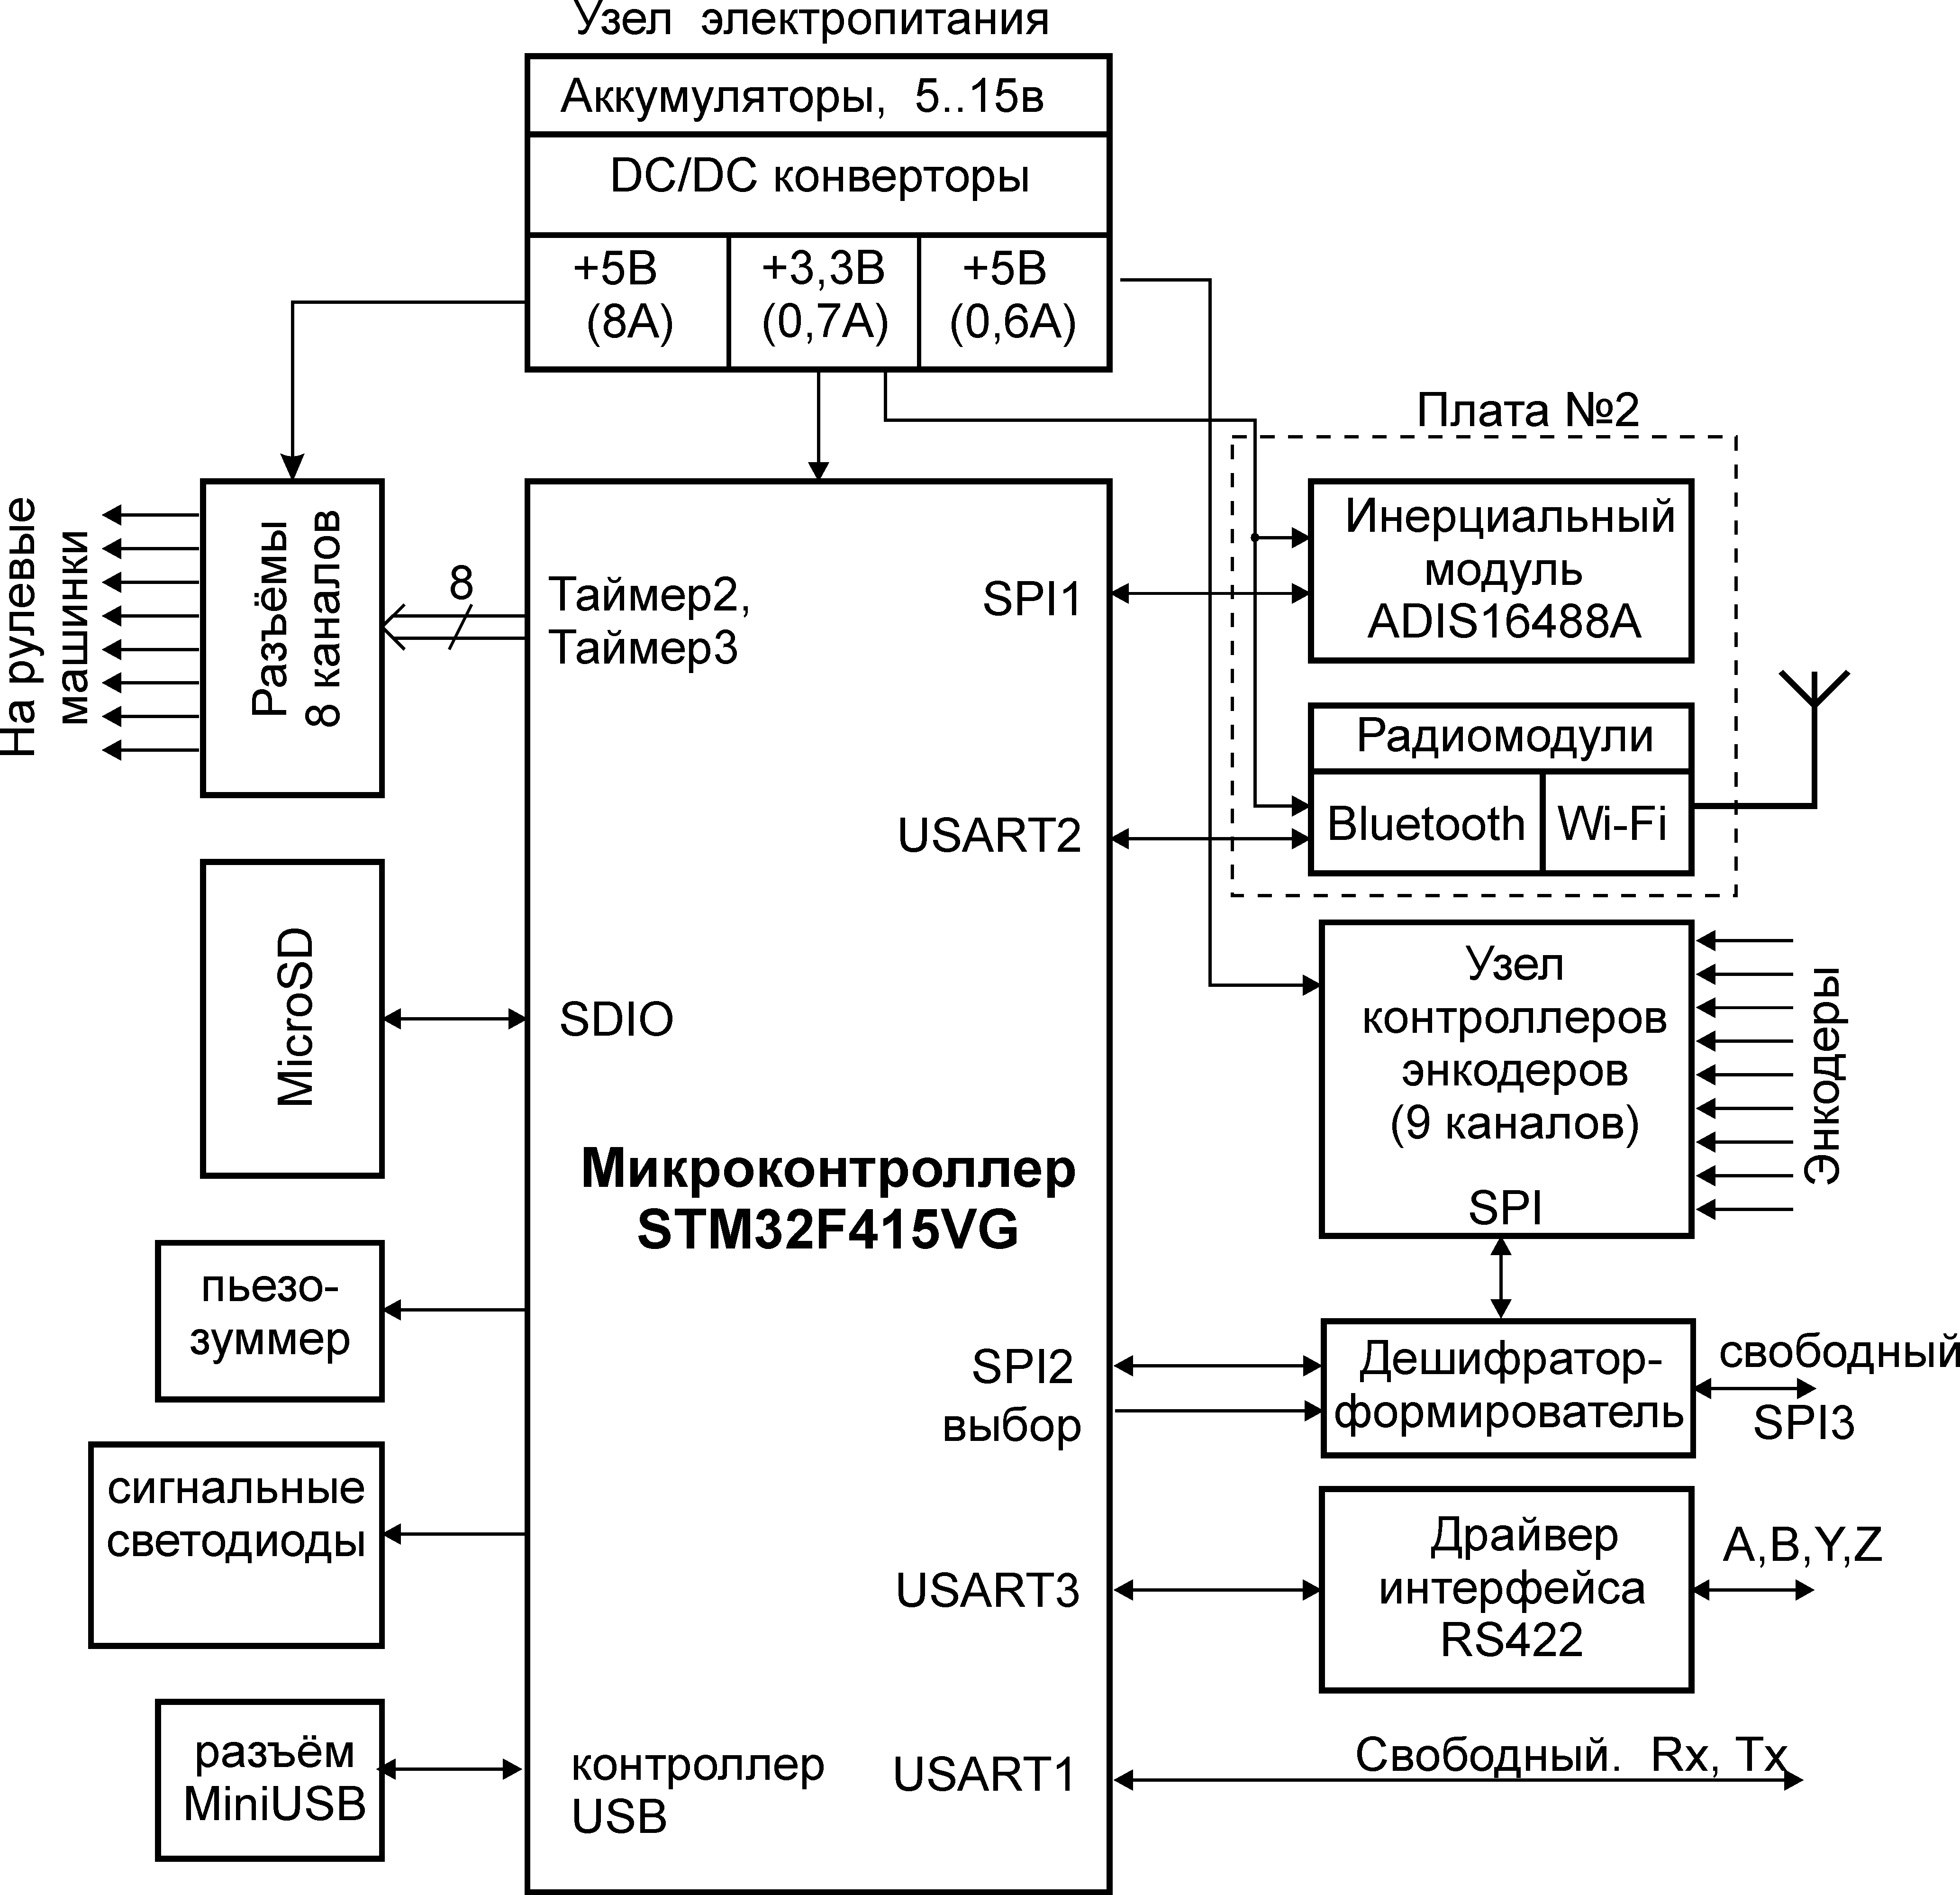 Узел электропитания
Аккумуляторы, 5..15в
DC/DC конверторы
+5В
(8А)
+3,3В
(0,7А)
+5В
(0,6А)
Плата №2
На рулевые
машинки
Разъёмы
8 каналов
8
Таймер2,
Таймер3
SPI1
Инерциальный
модуль
ADIS16488A
Радиомодули
Bluetooth
Wi-Fi
USART2
MicroSD
SDIO
Узел
контроллеров
энкодеров
(9 каналов)
SPI
Энкодеры
Микроконтроллер
STM32F415VG
пьезо-
зуммер
SPI2
выбор
Дешифратор-
формирователь
свободный
SPI3
сигнальные
светодиоды
USART3
Драйвер
интерфейса
RS422
A,B,Y,Z
разъём
MiniUSB
контроллер
USB
USART1
Свободный. Rx, Tx